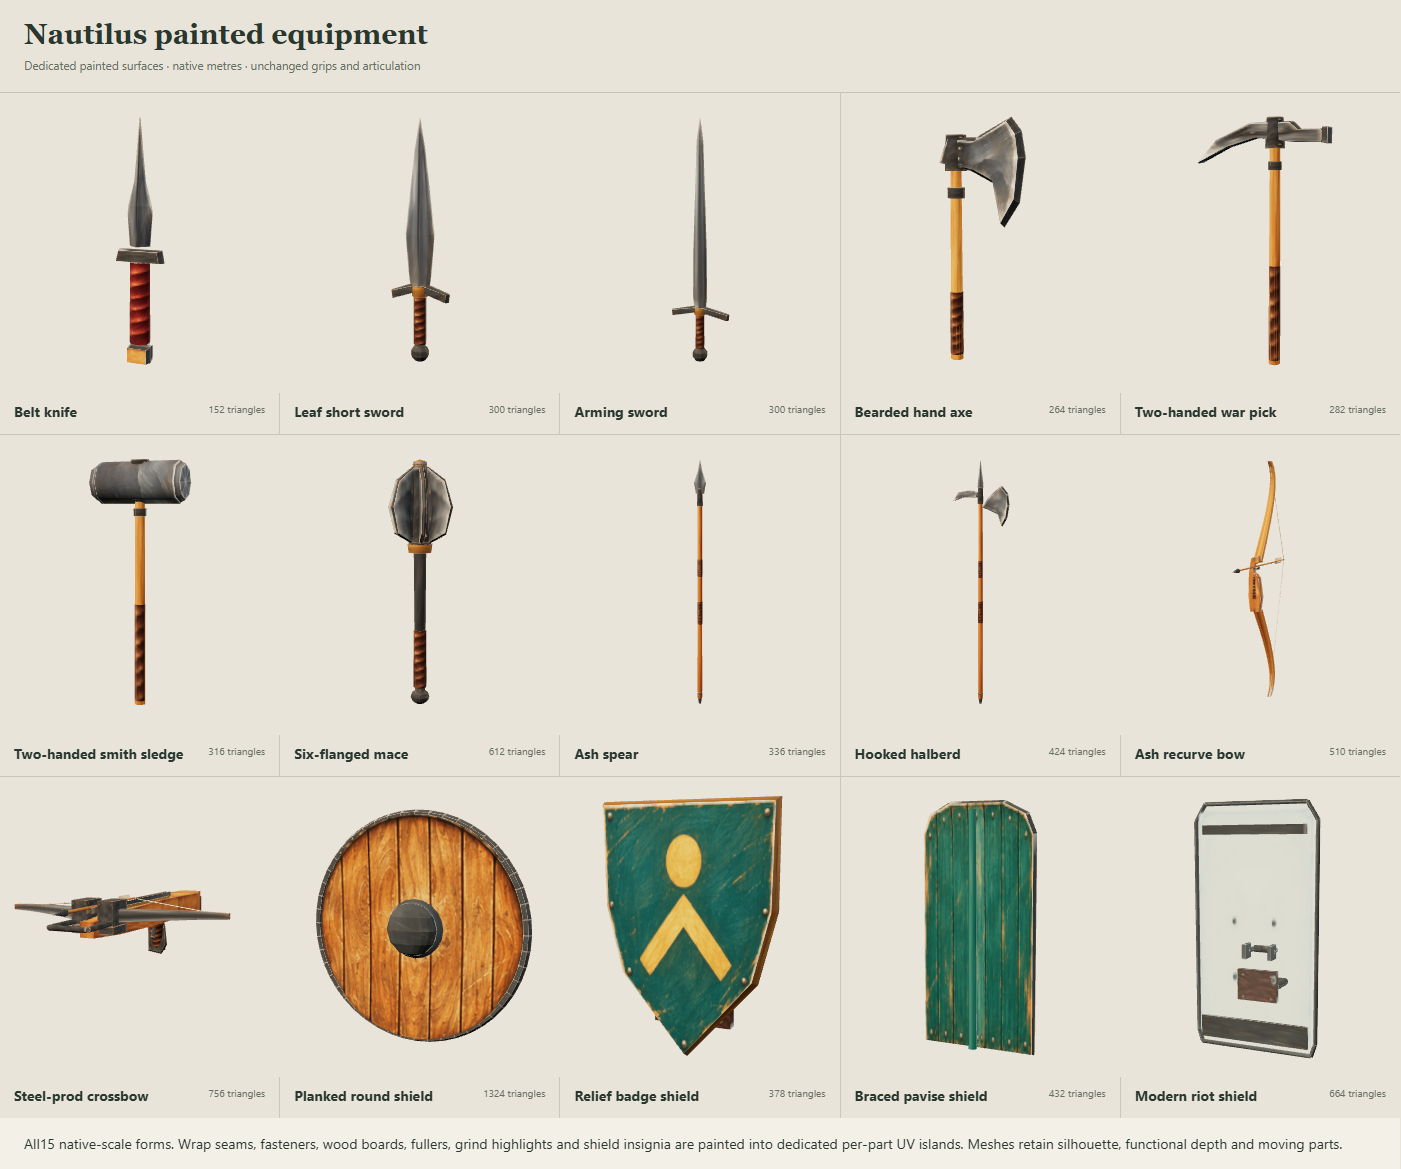 Nautilus painted equipment
Dedicated painted surfaces · native metres · unchanged grips and articulation
Belt knife 152 triangles
Leaf short sword 300 triangles
Arming sword 300 triangles
Bearded hand axe 264 triangles
Two-handed war pick 282 triangles
Two-handed smith sledge 316 triangles
Six-flanged mace 612 triangles
Ash spear 336 triangles
Hooked halberd 424 triangles
Ash recurve bow 510 triangles
Steel-prod crossbow 756 triangles
Planked round shield 1324 triangles
Relief badge shield 378 triangles
Braced pavise shield 432 triangles
Modern riot shield 664 triangles
All15 native-scale forms. Wrap seams, fasteners, wood boards, fullers, grind highlights and shield insignia are painted into dedicated per-part UV islands. Meshes retain silhouette, functional depth and moving parts.